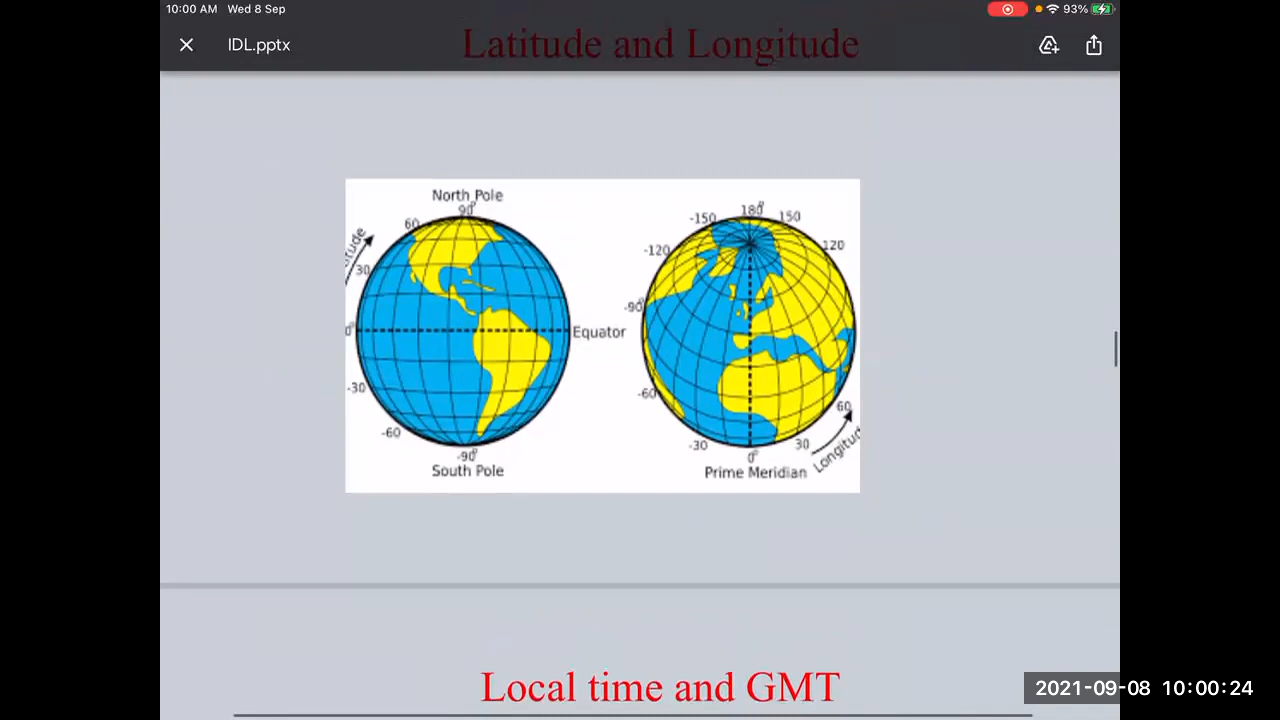 10:00 AM Wed 8 Sep
93%
IDL.pptx
Latitude and Longitude
North Pole
90°
60
30
0°
-30
-60
-90°
South Pole
Equator
180°
-150
150
-120
120
-90°
-60
60
-30
30
0°
Prime Meridian
Longitud
Local time and GMT
2021-09-08 10:00:24